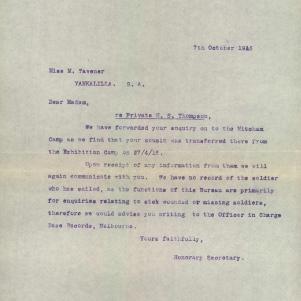 7th October 1918
Miss M. Tavener
YANKALILLA. S. A.
Dear Madam,
re Private H. S. Thompson,
We have forwarded your enquiry on to the Mitcham
Camp as we find that your cousin was transferred there from
the Exhibition Camp on 27/4/18.
Upon receipt of any information from them we will
again communicate with you. We have no record of the soldier
who has sailed, as the functions of this Bureau are primarily
for enquiries relating to sick wounded or missing soldiers,
therefore we would advise you writing to the Officer in Charge
Base Records, Melbourne.
Yours faithfully,
Honorary Secretary.